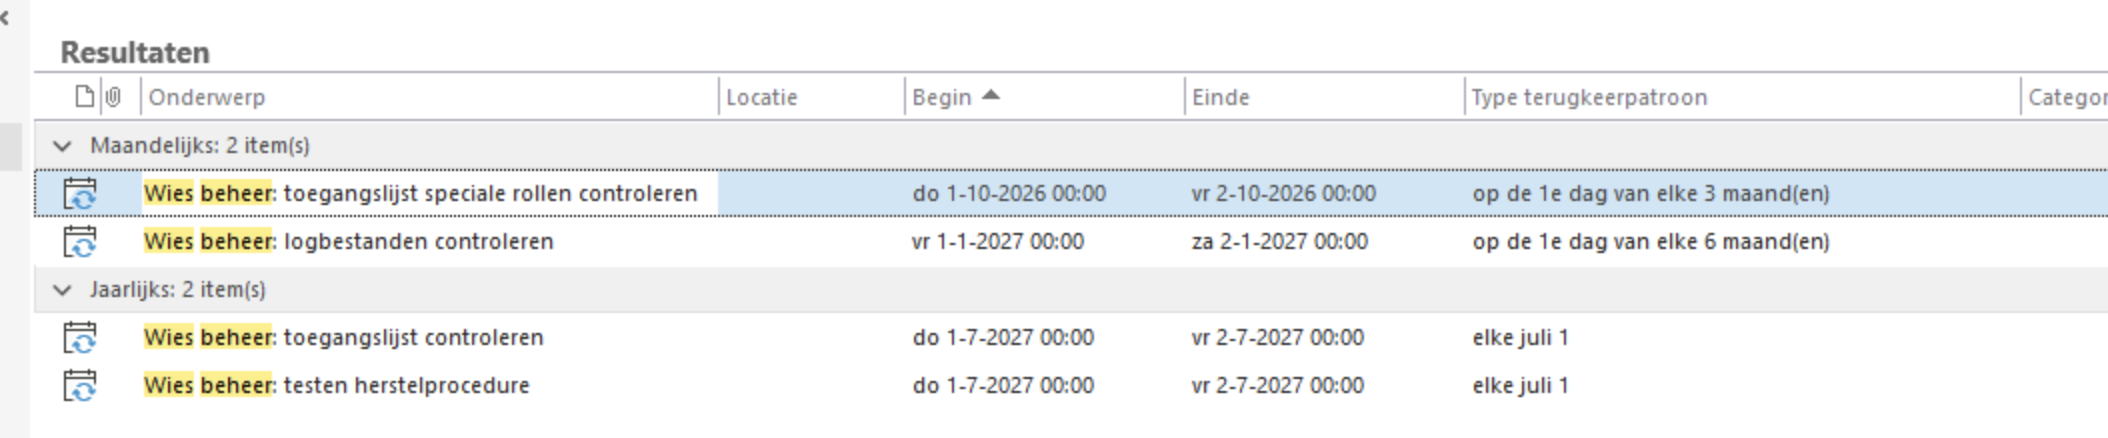 Resultaten
Onderwerp Locatie Begin Einde Type terugkeerpatroon Categor
Maandelijks: 2 item(s)
Wies beheer: toegangslijst speciale rollen controleren do 1-10-2026 00:00 vr 2-10-2026 00:00 op de 1e dag van elke 3 maand(en)
Wies beheer: logbestanden controleren vr 1-1-2027 00:00 za 2-1-2027 00:00 op de 1e dag van elke 6 maand(en)
Jaarlijks: 2 item(s)
Wies beheer: toegangslijst controleren do 1-7-2027 00:00 vr 2-7-2027 00:00 elke juli 1
Wies beheer: testen herstelprocedure do 1-7-2027 00:00 vr 2-7-2027 00:00 elke juli 1